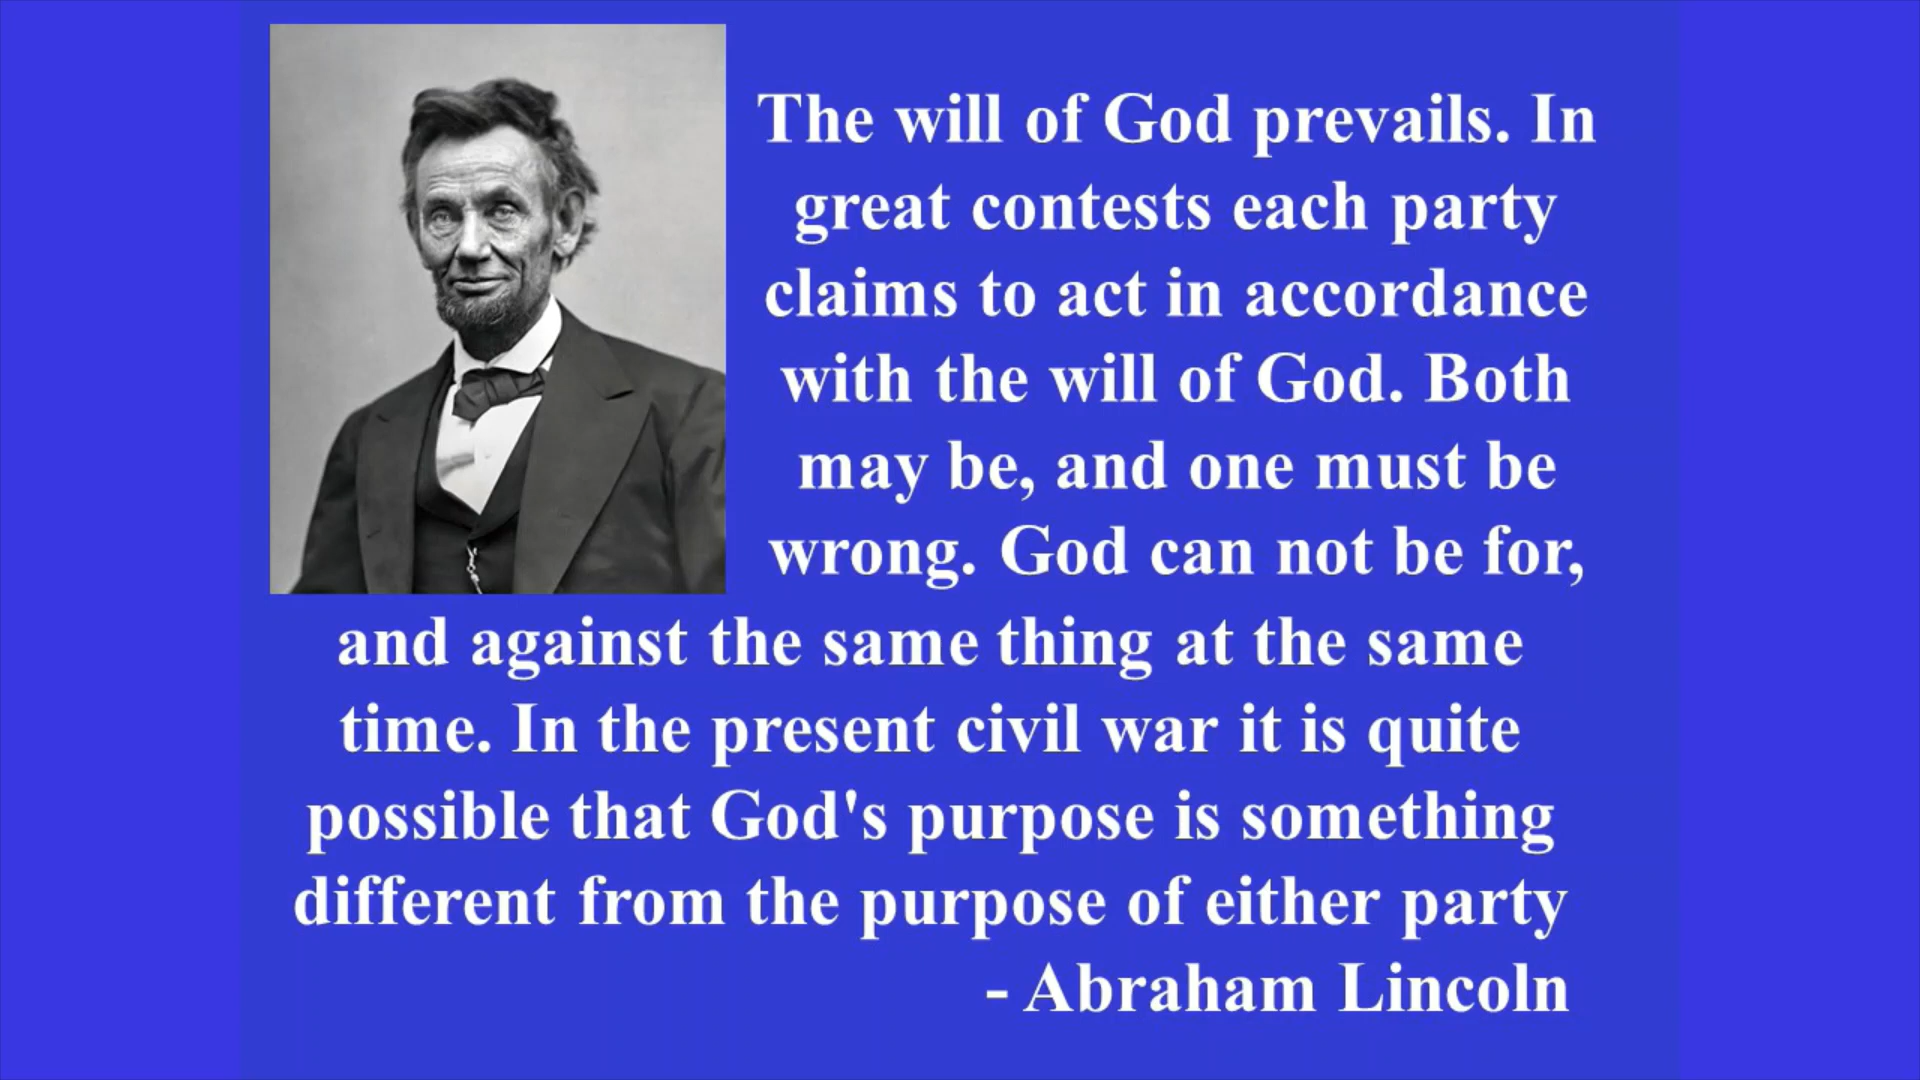 The will of God prevails. In
great contests each party
claims to act in accordance
with the will of God. Both
may be, and one must be
wrong. God can not be for,
and against the same thing at the same
time. In the present civil war it is quite
possible that God's purpose is something
different from the purpose of either party
- Abraham Lincoln